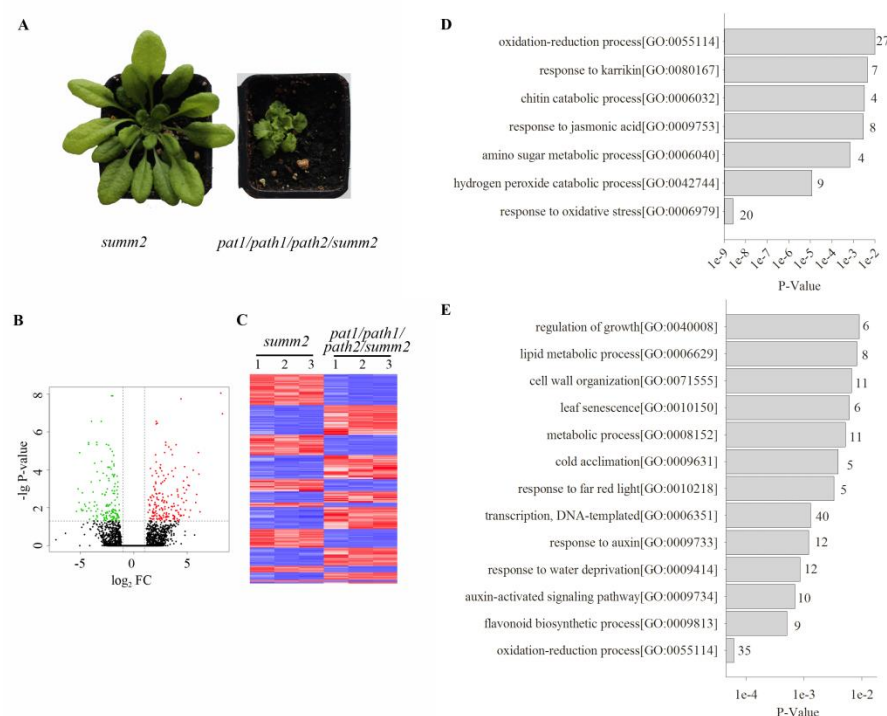 A
summ2
pat1/path1/path2/summ2
B
-lg P-value
8
6
4
2
0
-5
0
5
log2 FC
C
summ2
pat1/path1/
path2/summ2
1 2 3 1 2 3
D
oxidation-reduction process[GO:0055114] 27
response to karrikin[GO:0080167] 7
chitin catabolic process[GO:0006032] 4
response to jasmonic acid[GO:0009753] 8
amino sugar metabolic process[GO:0006040] 4
hydrogen peroxide catabolic process[GO:0042744] 9
response to oxidative stress[GO:0006979] 20
1e-9 1e-8 1e-7 1e-6 1e-5 1e-4 1e-3 1e-2
P-Value
E
regulation of growth[GO:0040008] 6
lipid metabolic process[GO:0006629] 8
cell wall organization[GO:0071555] 11
leaf senescence[GO:0010150] 6
metabolic process[GO:0008152] 11
cold acclimation[GO:0009631] 5
response to far red light[GO:0010218] 5
transcription, DNA-templated[GO:0006351] 40
response to auxin[GO:0009733] 12
response to water deprivation[GO:0009414] 12
auxin-activated signaling pathway[GO:0009734] 10
flavonoid biosynthetic process[GO:0009813] 9
oxidation-reduction process[GO:0055114] 35
1e-4 1e-3 1e-2
P-Value